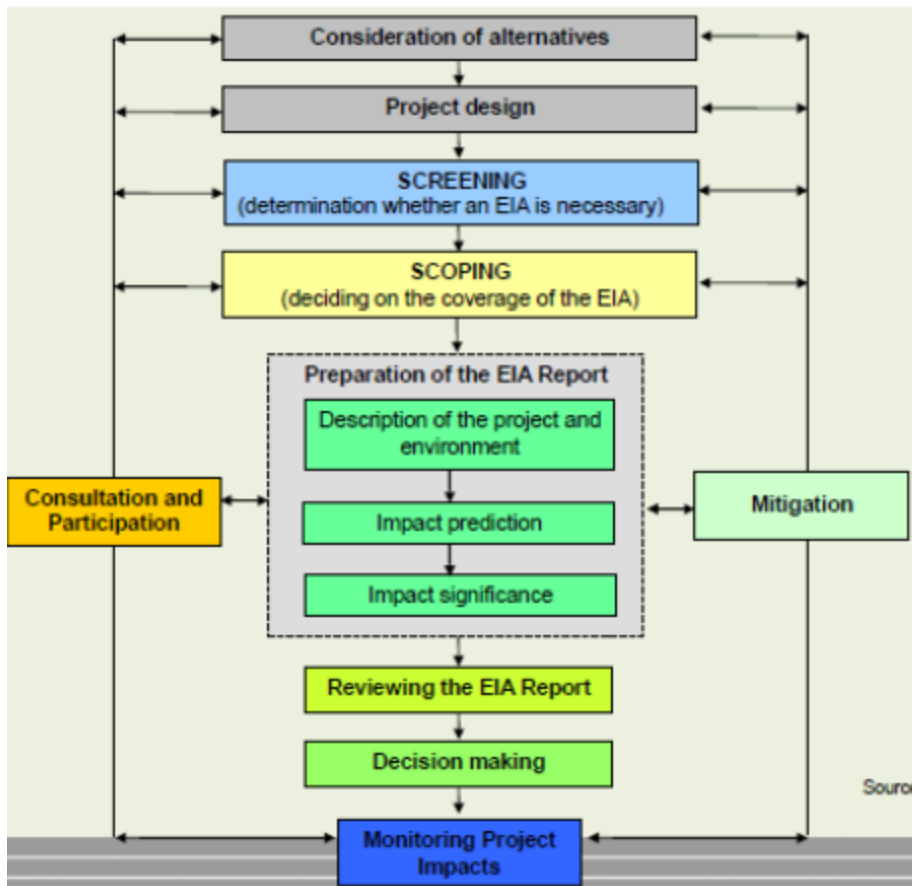 Consideration of alternatives
Project design
SCREENING
(determination whether an EIA is necessary)
SCOPING
(deciding on the coverage of the EIA)
Preparation of the EIA Report
Description of the project and
environment
Consultation and
Participation
Impact prediction
Mitigation
Impact significance
Reviewing the EIA Report
Decision making
Sourc
Monitoring Project
Impacts